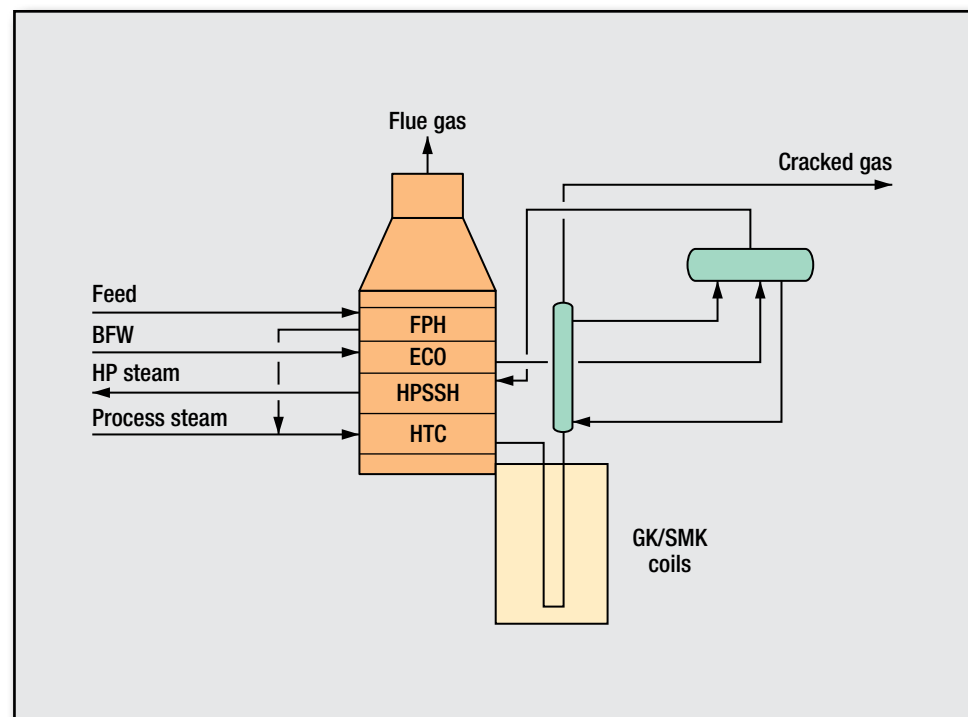 Flue gas
Cracked gas
Feed
FPH
BFW
ECO
HP steam
HPSSH
Process steam
HTC
GK/SMK
coils